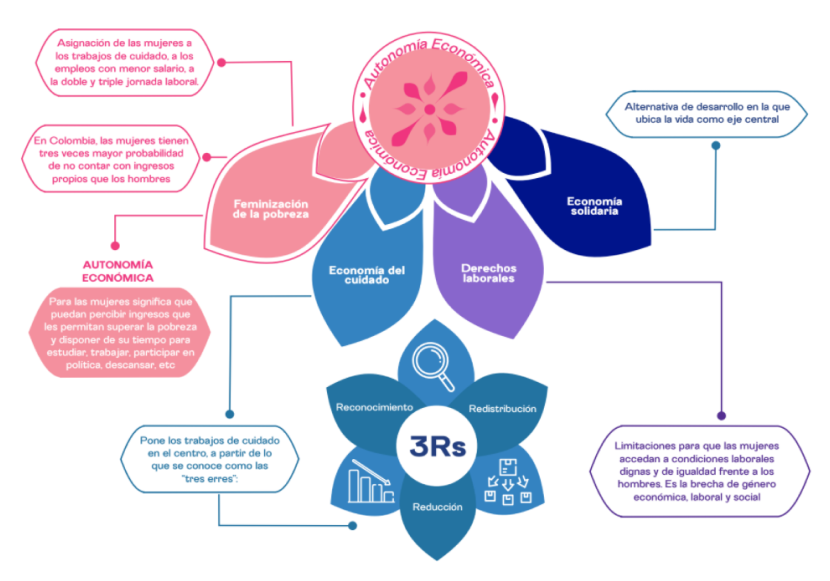 Autonomía Económica
Autonomía Económica
Asignación de las mujeres a
los trabajos de cuidado, a los
empleos con menor salario, a
la doble y triple jornada laboral.
En Colombia, las mujeres tienen
tres veces mayor probabilidad
de no contar con ingresos
propios que los hombres
Feminización
de la pobreza
AUTONOMÍA
ECONÓMICA
Para las mujeres significa que
puedan percibir ingresos que
les permitan superar la pobreza
y disponer de su tiempo para
estudiar, trabajar, participar en
política, descansar, etc
Economía del
cuidado
Derechos
laborales
Economía
solidaria
Alternativa de desarrollo en la que
ubica la vida como eje central
Pone los trabajos de cuidado
en el centro, a partir de lo
que se conoce como las
"tres erres":
Reconocimiento
Redistribución
3Rs
Reducción
Limitaciones para que las mujeres
accedan a condiciones laborales
dignas y de igualdad frente a los
hombres. Es la brecha de género
económica, laboral y social